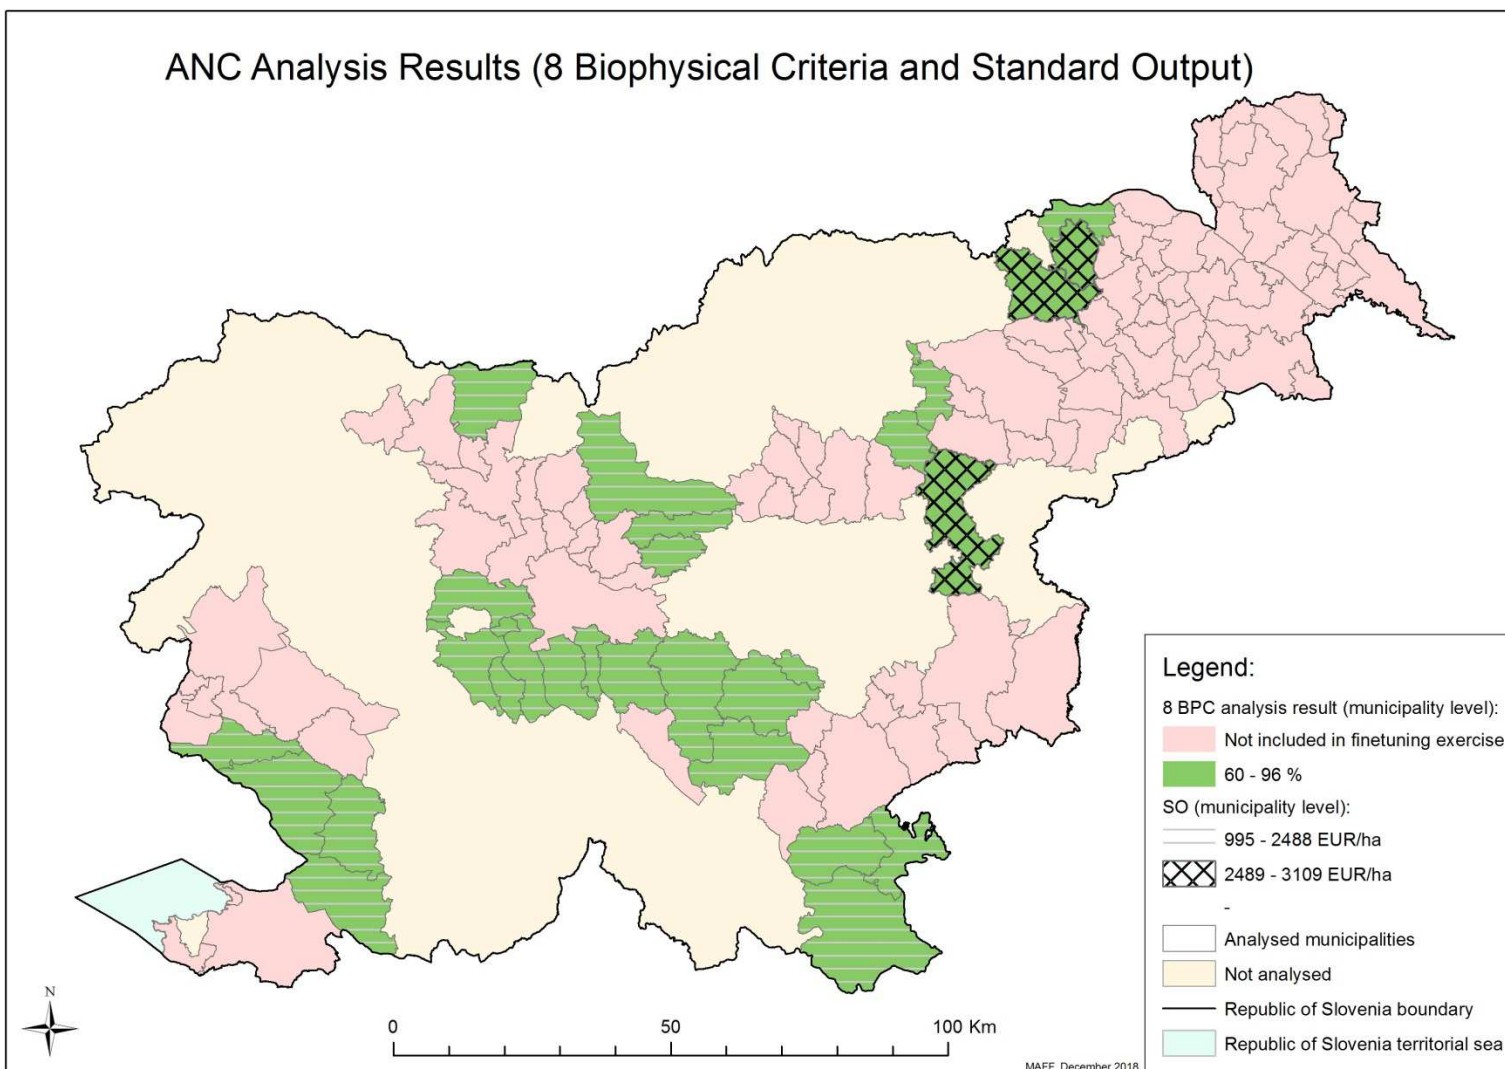 ANC Analysis Results (8 Biophysical Criteria and Standard Output)
Legend:
8 BPC analysis result (municipality level):
Not included in finetuning exercise
60 - 96 %
SO (municipality level):
995 - 2488 EUR/ha
2489 - 3109 EUR/ha
-
Analysed municipalities
Not analysed
Republic of Slovenia boundary
Republic of Slovenia territorial sea
N
0 50 100 Km
MAFF, December 2018